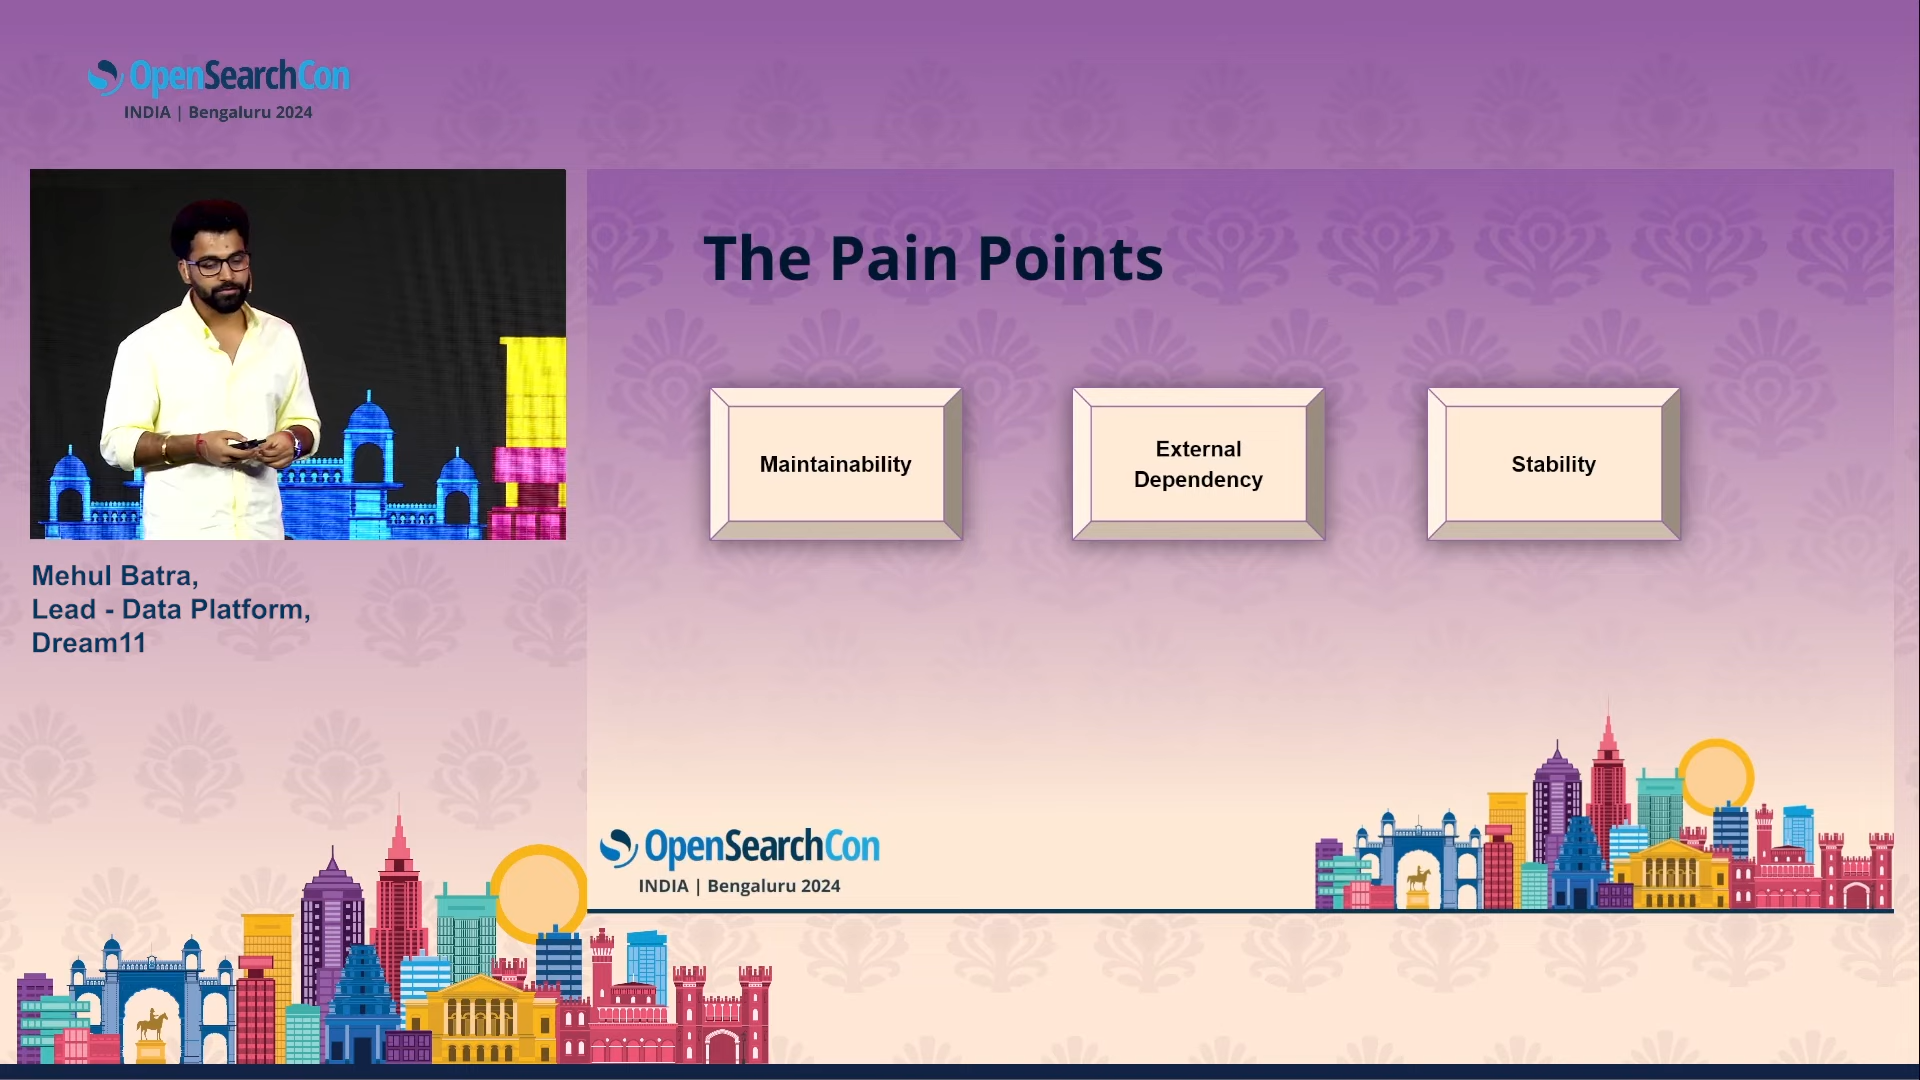 OpenSearchCon
INDIA | Bengaluru 2024
Mehul Batra,
Lead - Data Platform,
Dream11
The Pain Points
Maintainability
External
Dependency
Stability
OpenSearchCon
INDIA | Bengaluru 2024